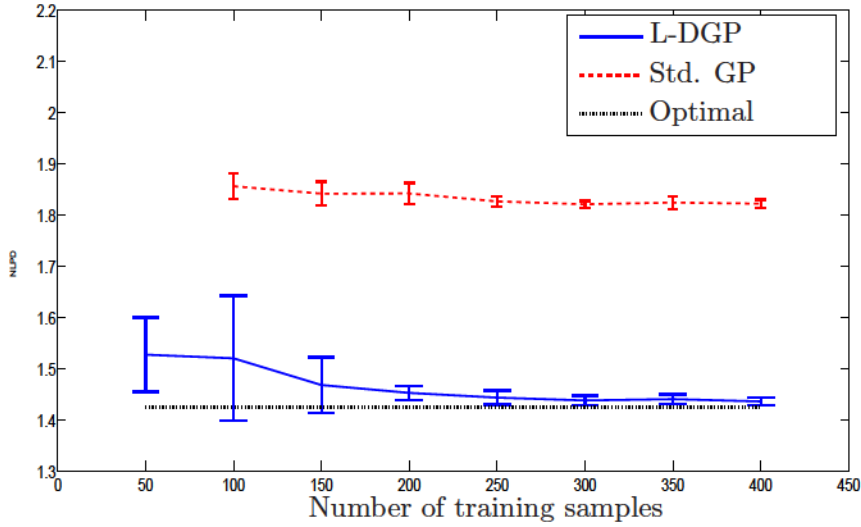 2.2
2.1
2
1.9
1.8
1.7
1.6
1.5
1.4
1.3
NLPD
L-DGP
Std. GP
Optimal
0 50 100 150 200 250 300 350 400 450
Number of training samples